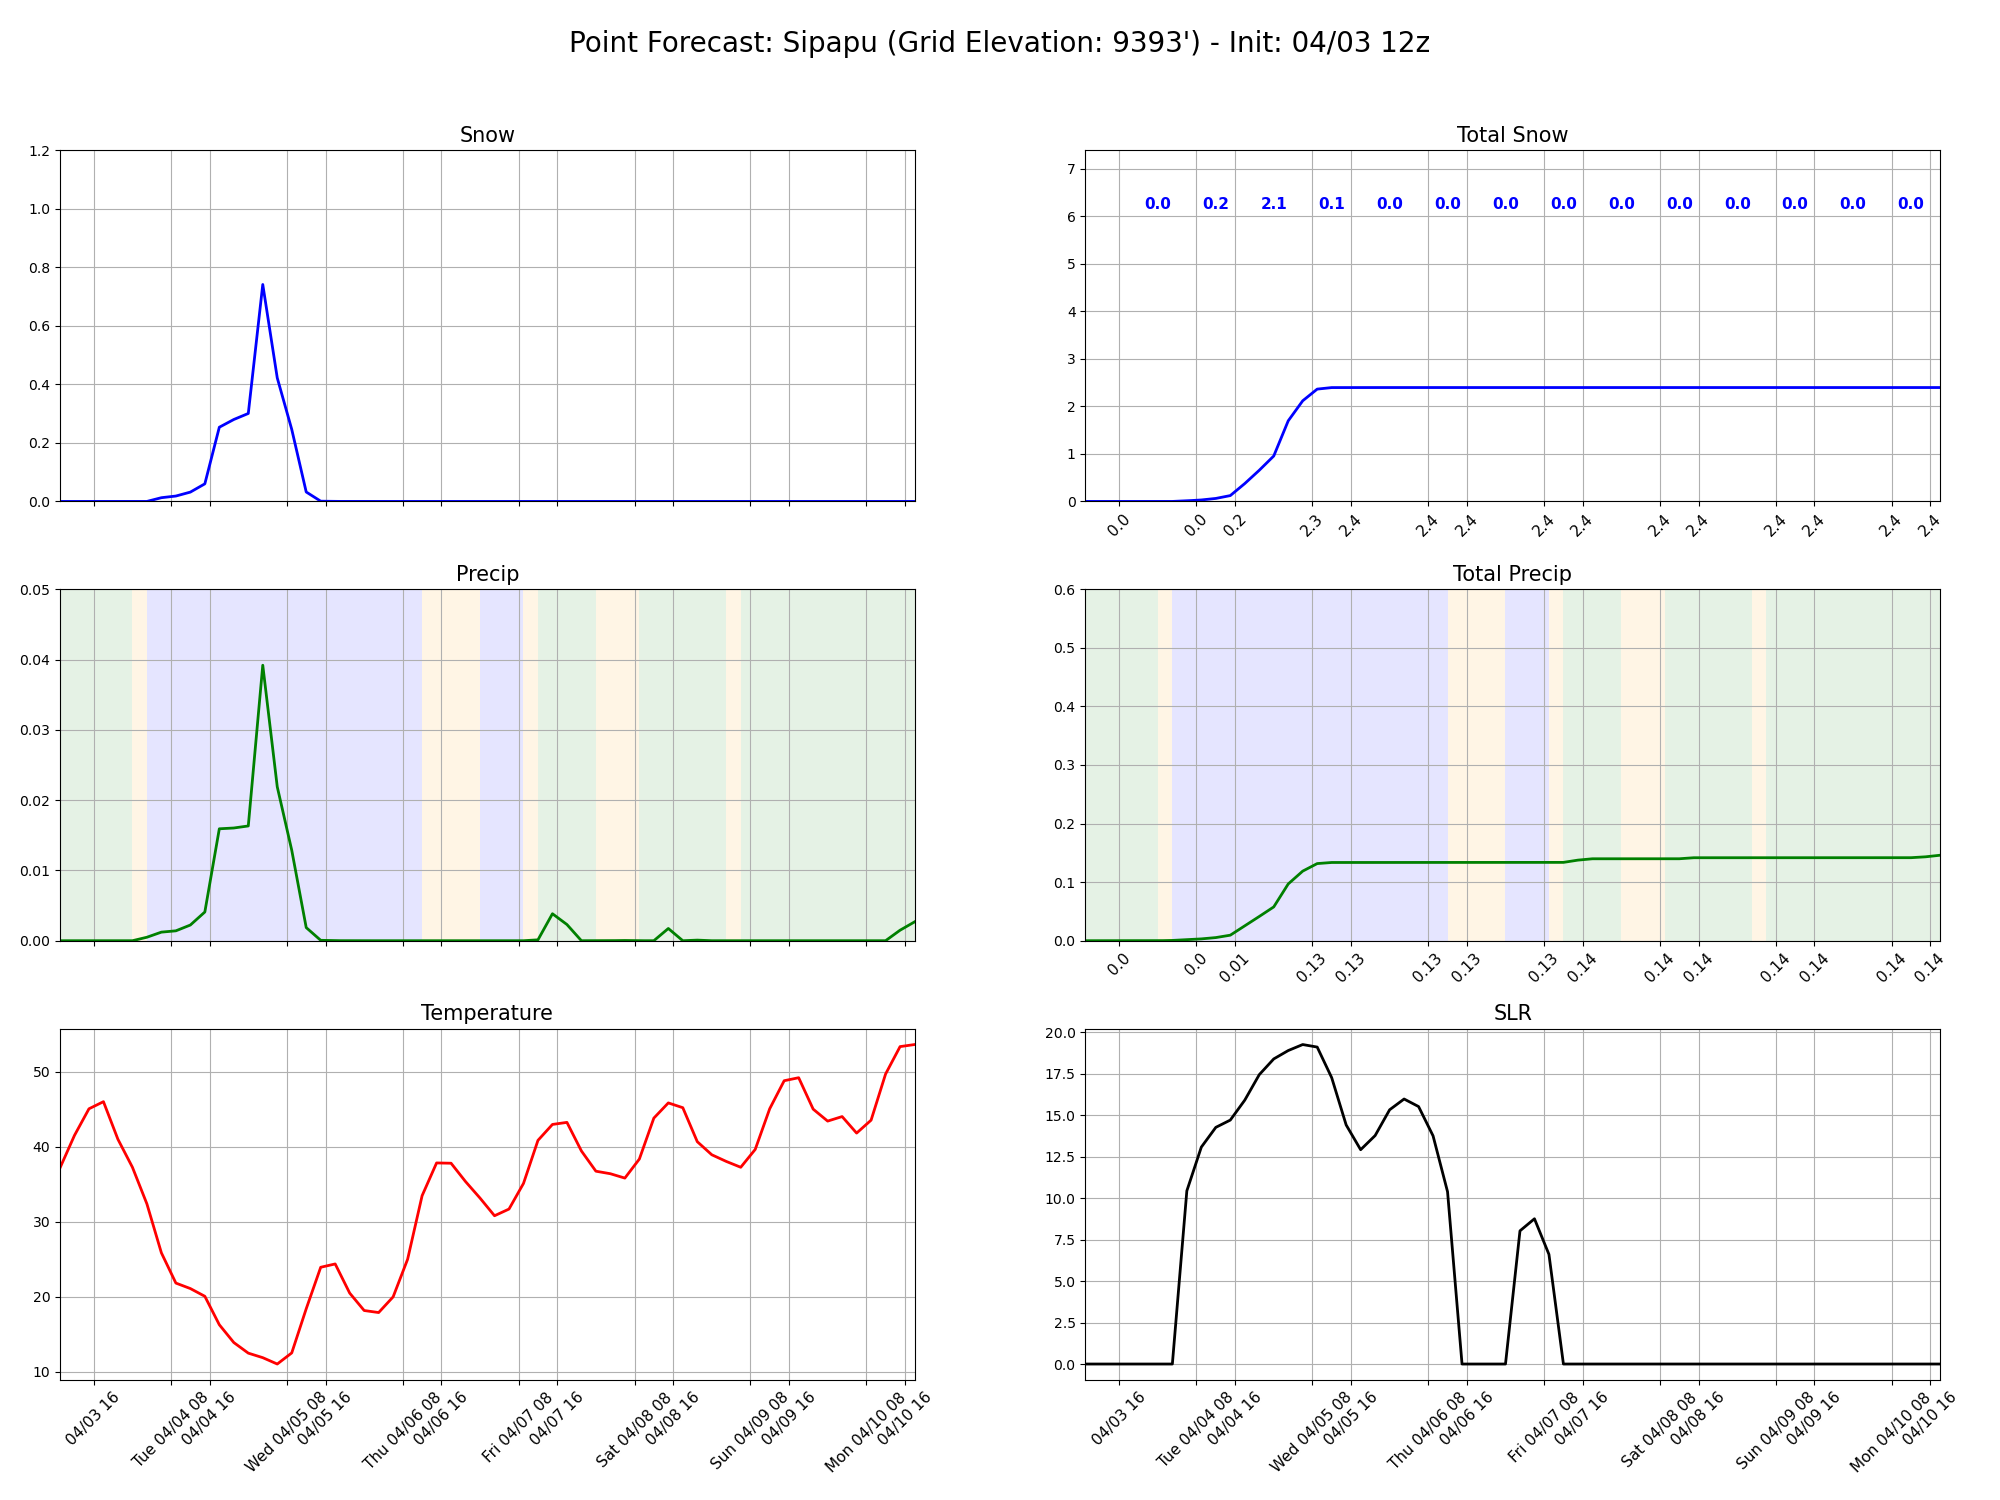 Point Forecast: Sipapu (Grid Elevation: 9393') - Init: 04/03 12z
Snow
1.2
1.0
0.8
0.6
0.4
0.2
0.0
Total Snow
7
6
5
4
3
2
1
0
0.0 0.2 2.1 0.1 0.0 0.0 0.0 0.0 0.0 0.0 0.0 0.0 0.0 0.0
0.0 0.0 0.2 2.3 2.4 2.4 2.4 2.4 2.4 2.4 2.4 2.4 2.4 2.4 2.4
Precip
0.05
0.04
0.03
0.02
0.01
0.00
Total Precip
0.6
0.5
0.4
0.3
0.2
0.1
0.0
0.0 0.0 0.01 0.13 0.13 0.13 0.13 0.13 0.14 0.14 0.14 0.14 0.14 0.14 0.14
Temperature
50
40
30
20
10
04/03 16
Tue 04/04 08
04/04 16
Wed 04/05 08
04/05 16
Thu 04/06 08
04/06 16
Fri 04/07 08
04/07 16
Sat 04/08 08
04/08 16
Sun 04/09 08
04/09 16
Mon 04/10 08
04/10 16
SLR
20.0
17.5
15.0
12.5
10.0
7.5
5.0
2.5
0.0
04/03 16
Tue 04/04 08
04/04 16
Wed 04/05 08
04/05 16
Thu 04/06 08
04/06 16
Fri 04/07 08
04/07 16
Sat 04/08 08
04/08 16
Sun 04/09 08
04/09 16
Mon 04/10 08
04/10 16